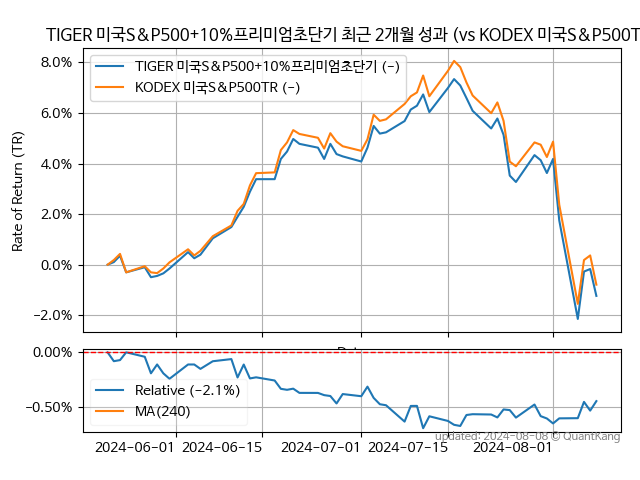 TIGER 미국S&P500+10%프리미엄초단기 최근 2개월 성과 (vs KODEX 미국S&P500T
TIGER 미국S&P500+10%프리미엄초단기 (−)
KODEX 미국S&P500TR (−)
8.0%
6.0%
4.0%
2.0%
0.0%
−2.0%
Rate of Return (TR)
0.00%
−0.50%
Relative (−2.1%)
MA(240)
2024-06-01
2024-06-15
2024-07-01
2024-07-15
2024-08-01
updated: 2024-08-08 © QuantKang